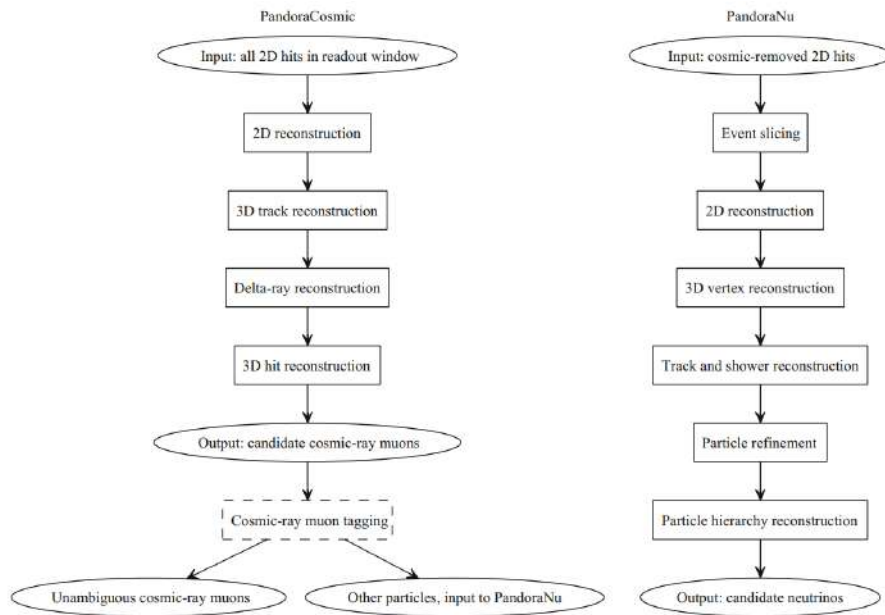 PandoraCosmic
Input: all 2D hits in readout window
2D reconstruction
3D track reconstruction
Delta-ray reconstruction
3D hit reconstruction
Output: candidate cosmic-ray muons
Cosmic-ray muon tagging
Unambiguous cosmic-ray muons
Other particles, input to PandoraNu
PandoraNu
Input: cosmic-removed 2D hits
Event slicing
2D reconstruction
3D vertex reconstruction
Track and shower reconstruction
Particle refinement
Particle hierarchy reconstruction
Output: candidate neutrinos